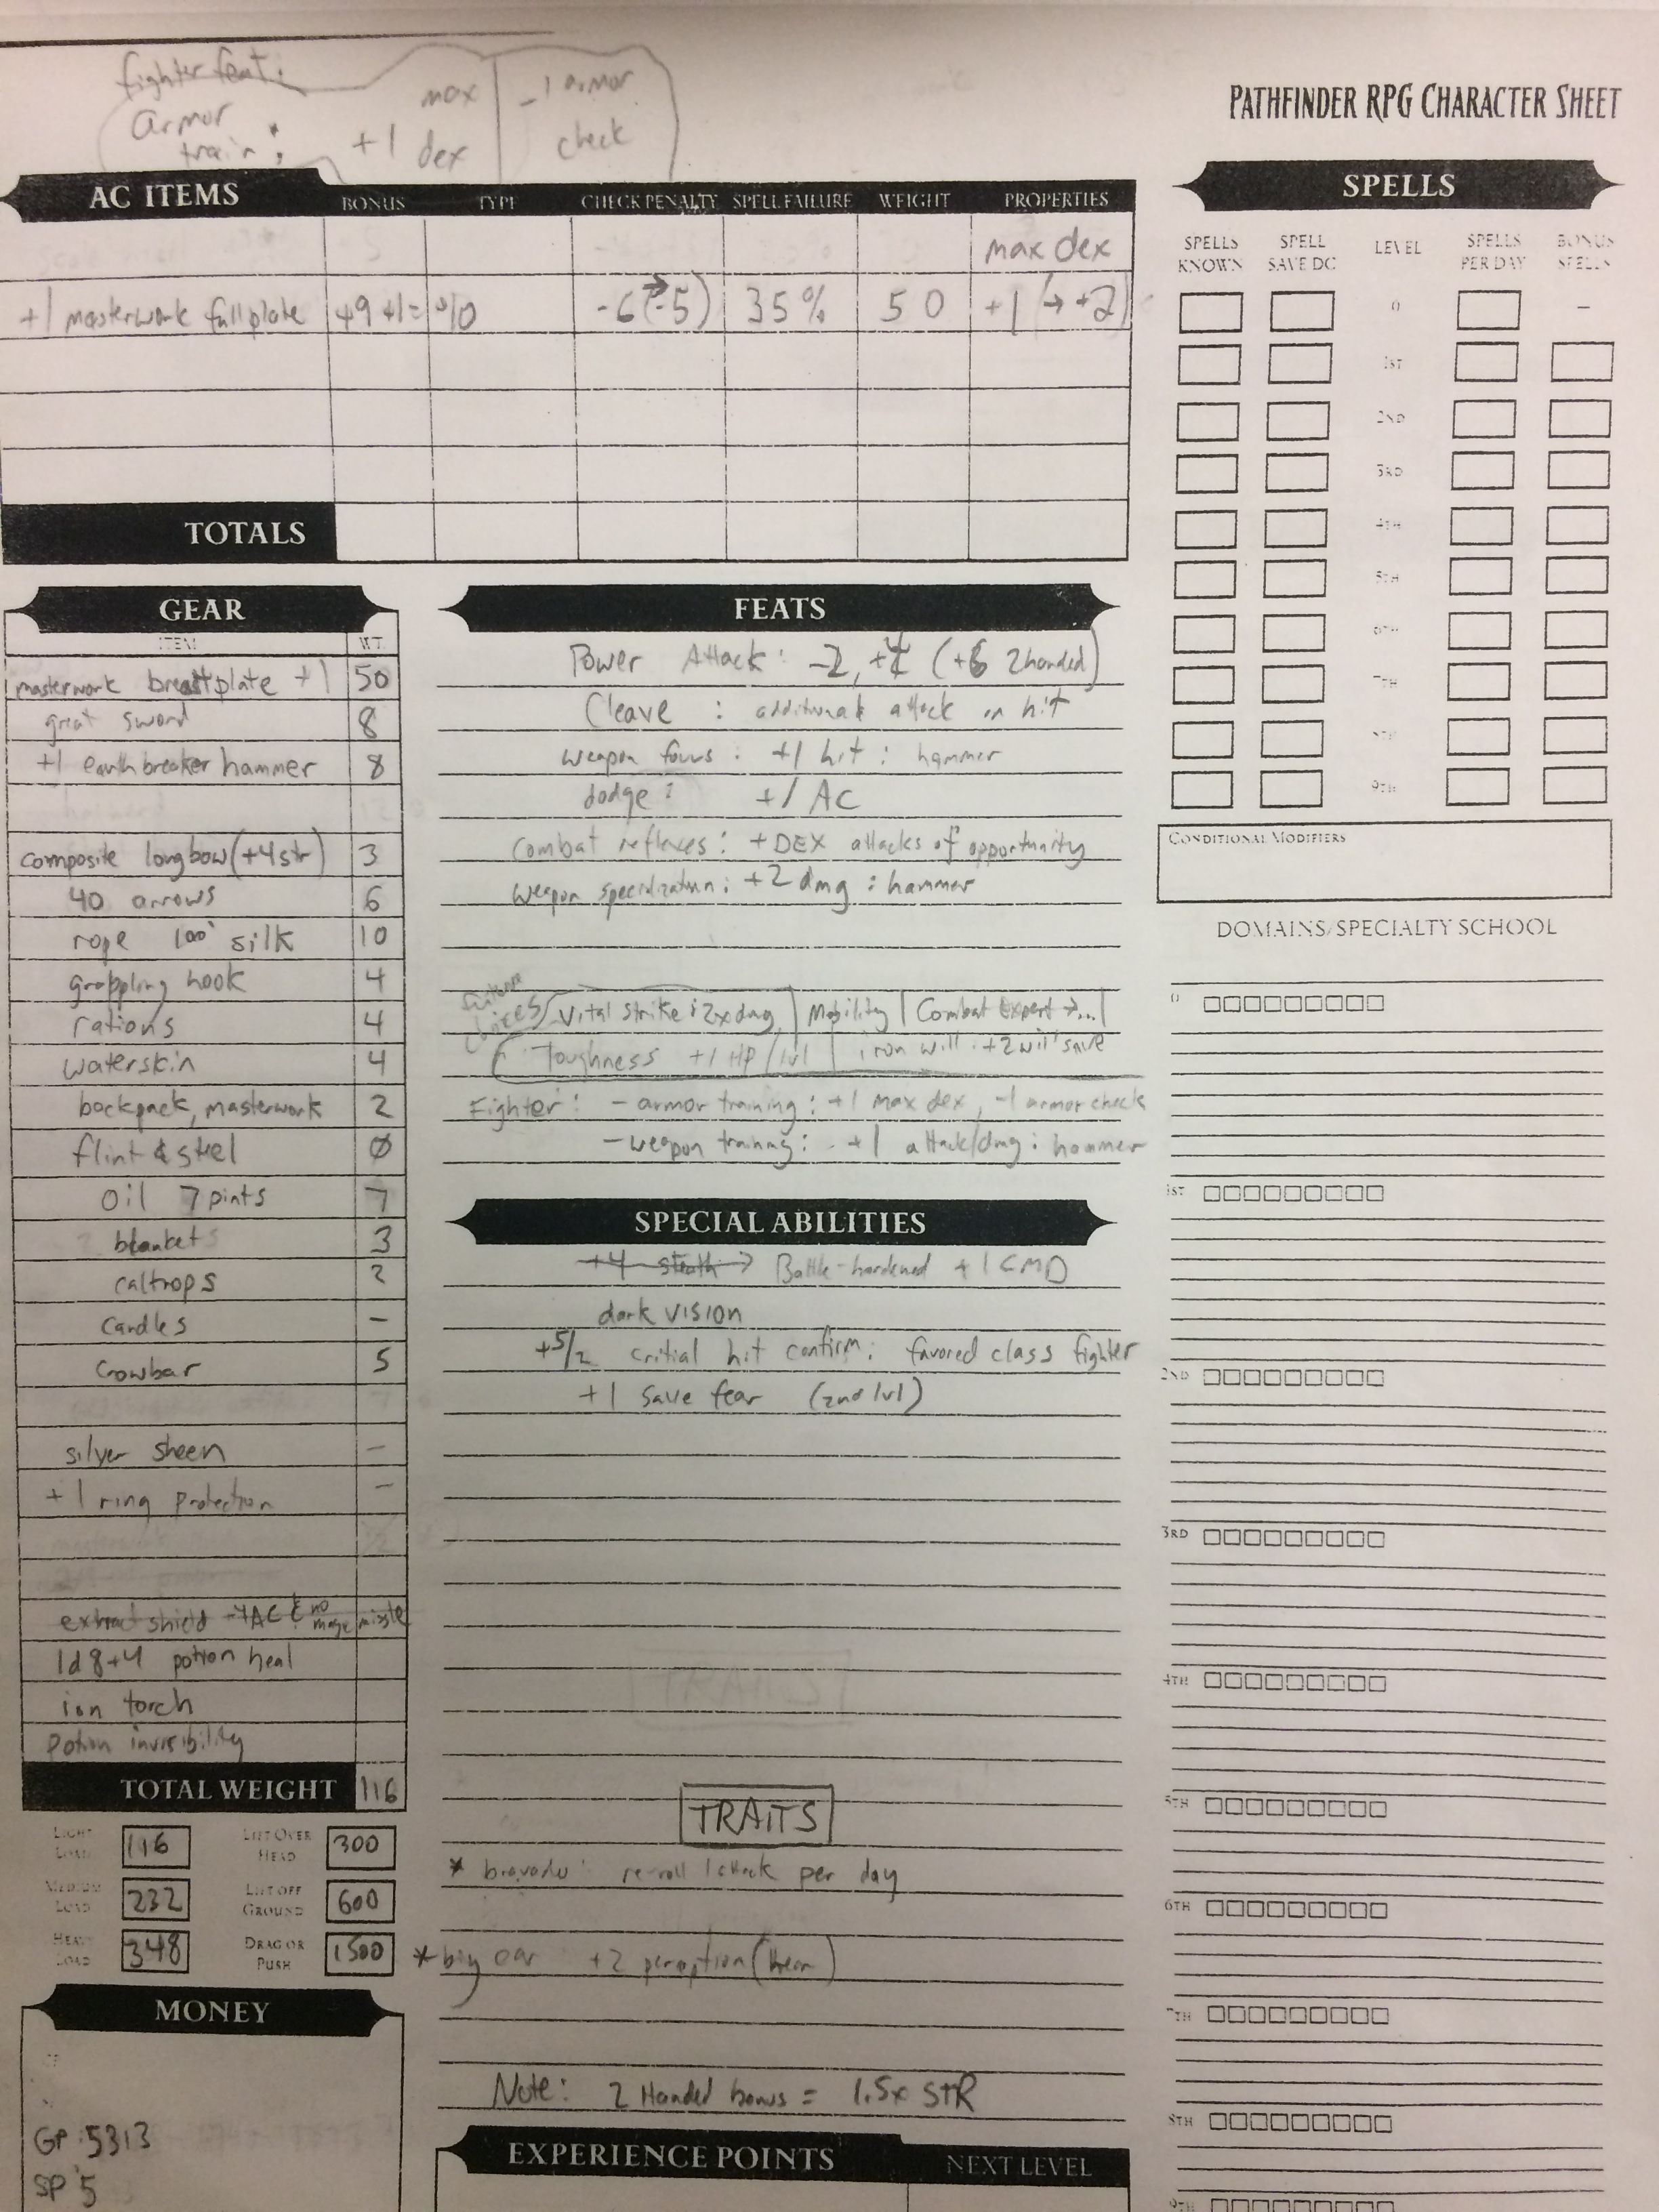 fighter feat:
armor train: +1 max dex | -1 armor check
PATHFINDER RPG CHARACTER SHEET
AC ITEMS BONUS TYPE CHECK PENALTY SPELL FAILURE WEIGHT PROPERTIES
max dex
+1 masterwork fullplate +9 +1 = +10 -6 (→ -5) 35% 50 +1 (→ +2)
TOTALS
GEAR
ITEM WT.
masterwork breastplate +1 50
great sword 8
+1 earthbreaker hammer 8
composite longbow (+4 str) 3
40 arrows 6
rope 100' silk 10
grappling hook 4
rations 4
waterskin 4
backpack, masterwork 2
flint & steel Ø
oil 7 pints 7
blankets 3
caltrops 2
candles –
crowbar 5
silver sheen –
+1 ring protection –
extract shield +4AC & no mage missle
1d8+4 potion heal
ion torch
potion invisibility
TOTAL WEIGHT 116
LIGHT LOAD 116 LIFT OVER HEAD 300
MEDIUM LOAD 232 LIFT OFF GROUND 600
HEAVY LOAD 348 DRAG OR PUSH 1500
MONEY
GP 5313
SP 5
FEATS
Power Attack: -2, +4 (+6 2handed)
Cleave: additional attack on hit
weapon focus: +1 hit: hammer
dodge: +1 AC
Combat reflexes: +DEX attacks of opportunity
weapon specialization: +2 dmg: hammer
future choices Vital strike: 2x dmg | Mobility | Combat Expert →...
Toughness +1 HP/lvl | iron will: +2 will save
Fighter: - armor training: +1 max dex, -1 armor check
- weapon training: +1 attack/dmg: hammer
SPECIAL ABILITIES
+4 stealth → Battle-hardened +1 CMD
dark vision
+5/2 critial hit confirm: favored class fighter
+1 save fear (2nd lvl)
TRAITS
TRAITS
* bravado: re-roll 1 attack per day
* big ear +2 perception (hear)
Note: 2 Handed bonus = 1.5x STR
EXPERIENCE POINTS NEXT LEVEL
SPELLS
SPELLS KNOWN SPELL SAVE DC LEVEL SPELLS PER DAY BONUS SPELLS
0 –
1ST
2ND
3RD
4TH
5TH
6TH
7TH
8TH
9TH
CONDITIONAL MODIFIERS
DOMAINS/SPECIALTY SCHOOL
0
1ST
2ND
3RD
4TH
5TH
6TH
7TH
8TH
9TH